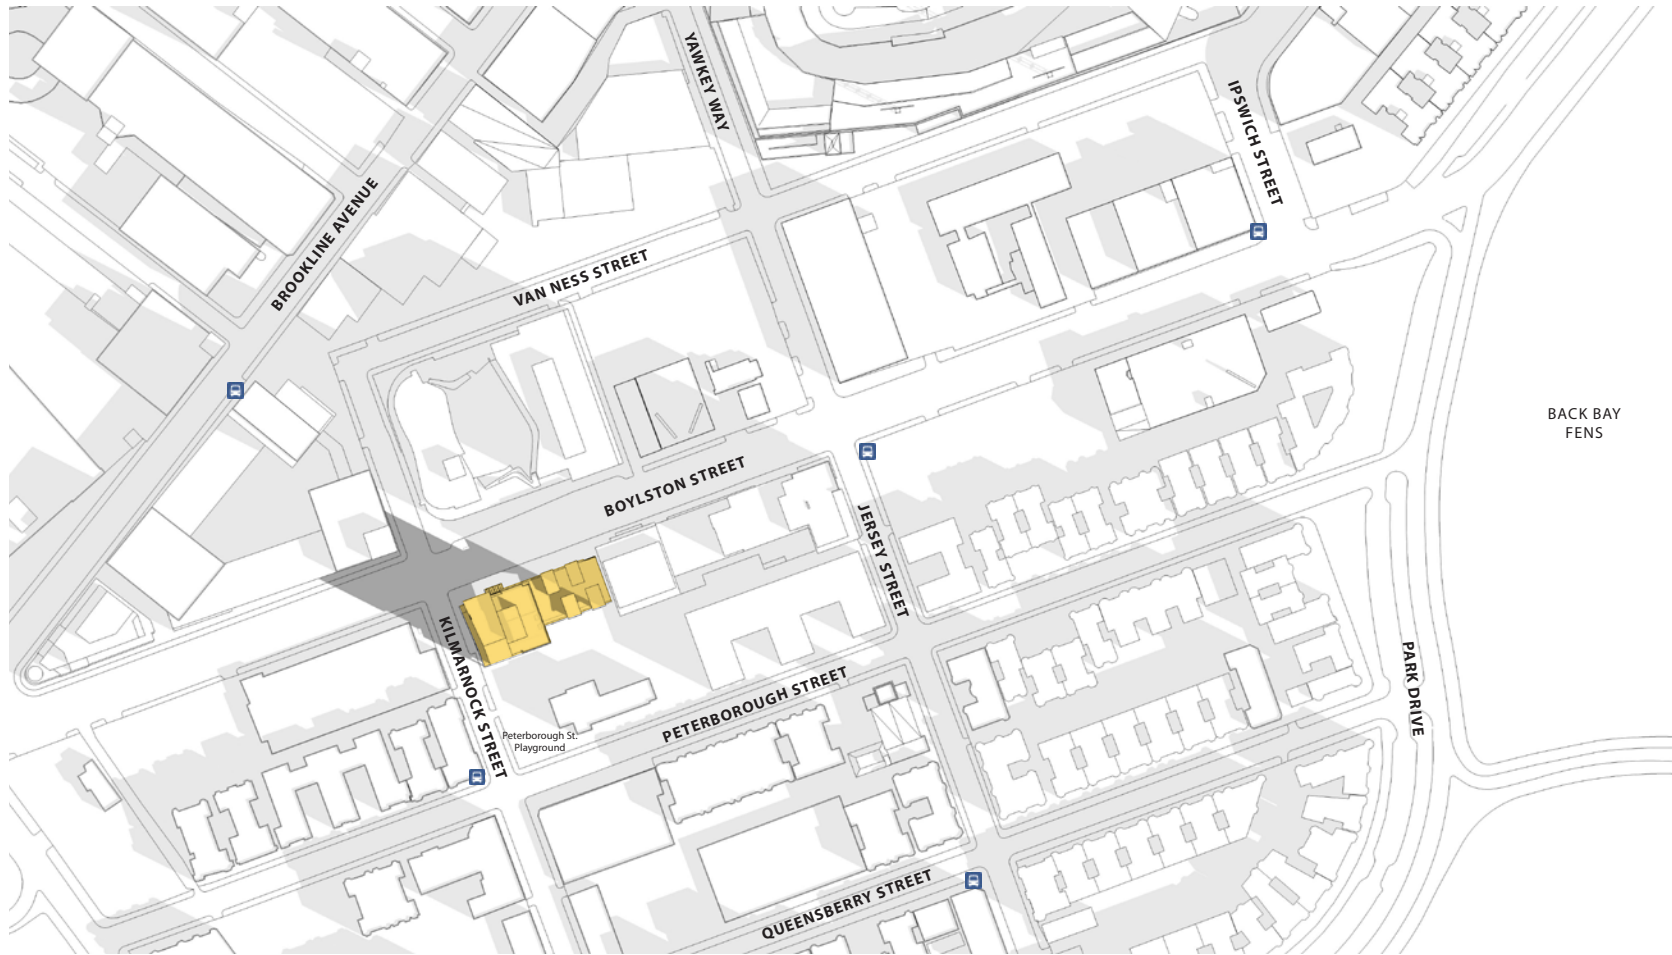 YAWKEY WAY
IPSWICH STREET
BROOKLINE AVENUE
VAN NESS STREET
BACK BAY
FENS
BOYLSTON STREET
JERSEY STREET
KILMARNOCK STREET
PETERBOROUGH STREET
PARK DRIVE
Peterborough St.
Playground
QUEENSBERRY STREET